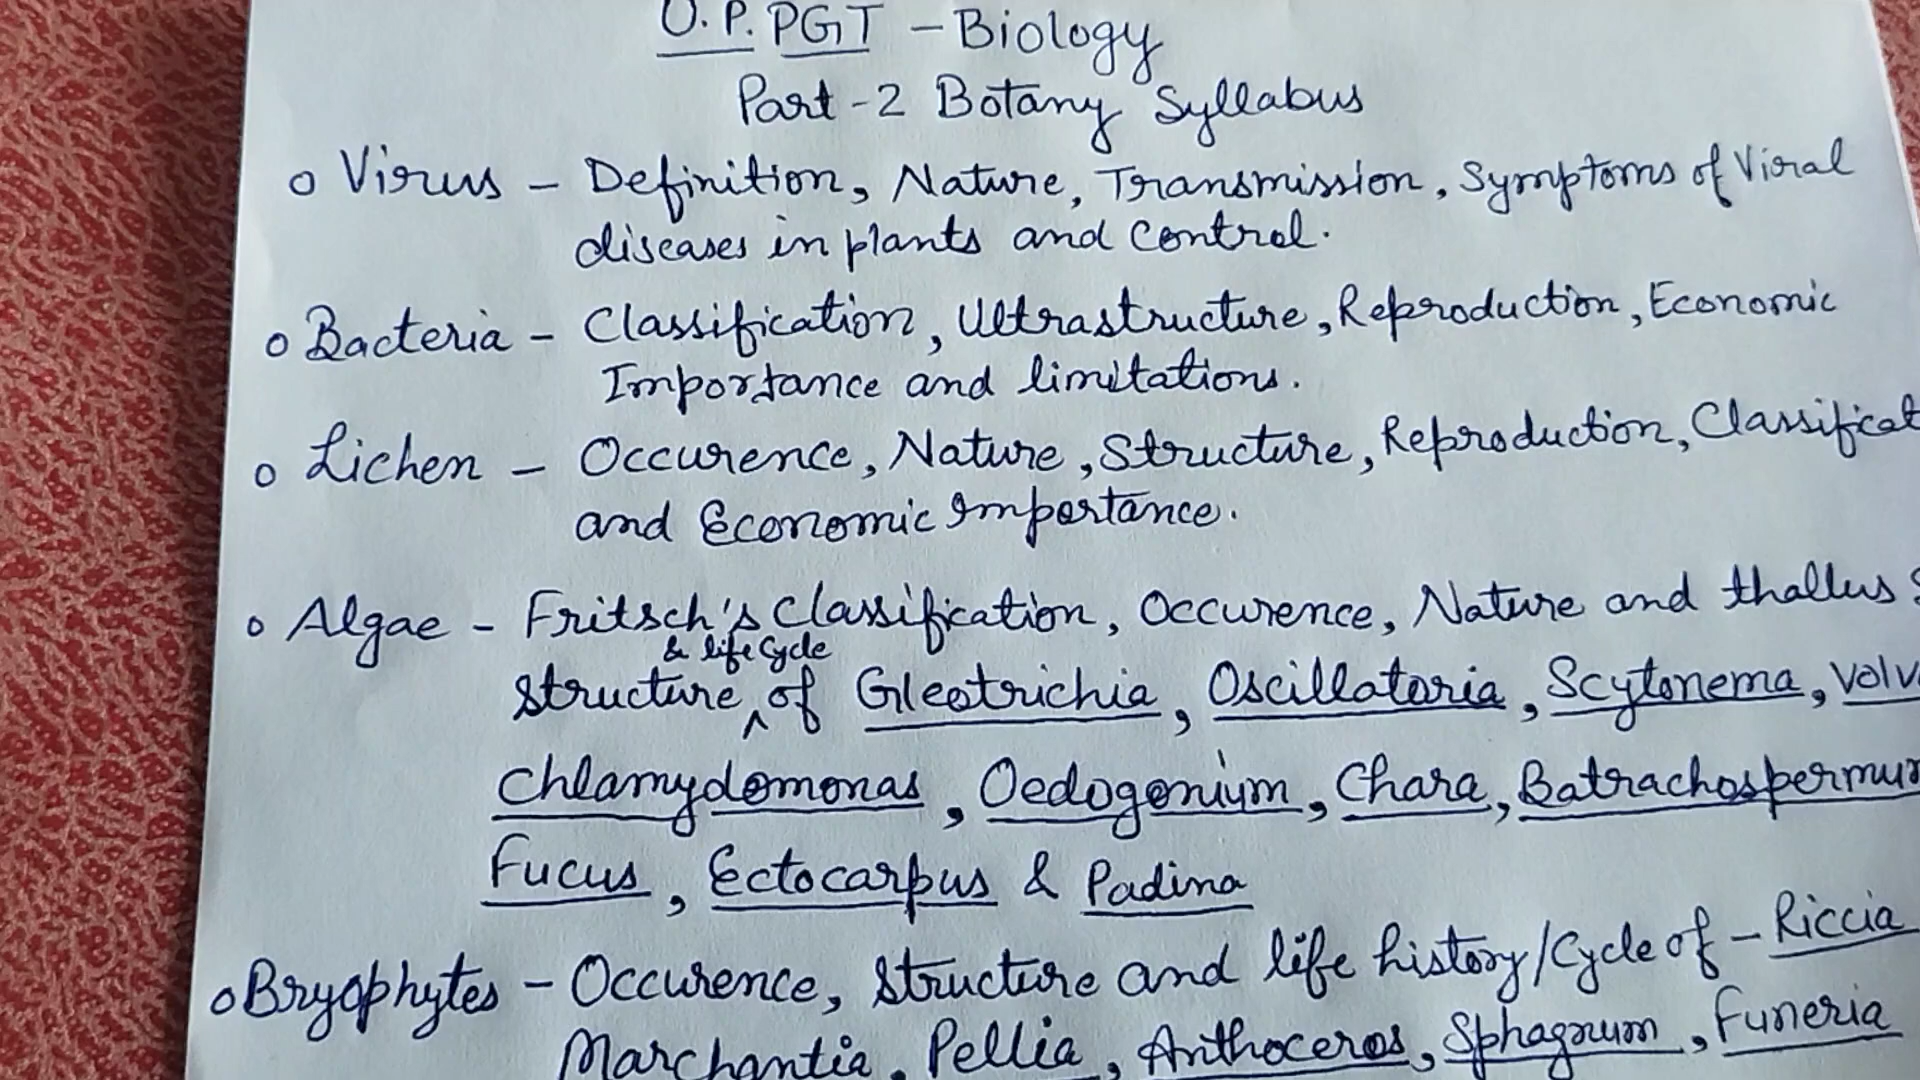 U.P. PGT - Biology
Part-2 Botany Syllabus
o Virus - Definition, Nature, Transmission, Symptoms of Viral
diseases in plants and control.
o Bacteria - Classification, Ultrastructure, Reproduction, Economic
Importance and limitations.
o Lichen - Occurence, Nature, Structure, Reproduction, Classificat
and Economic Importance.
o Algae - Fritsch's Classification, Occurence, Nature and thallus
& life Cycle
structure ^ of Gleotrichia, Oscillatoria, Scytonema, Volv
Chlamydomonas, Oedogonium, Chara, Batrachospermum
Fucus, Ectocarpus & Padina
o Bryophytes - Occurence, Structure and life history/Cycle of - Riccia
Marchantia, Pellia, Anthoceros, Sphagnum, Funeria